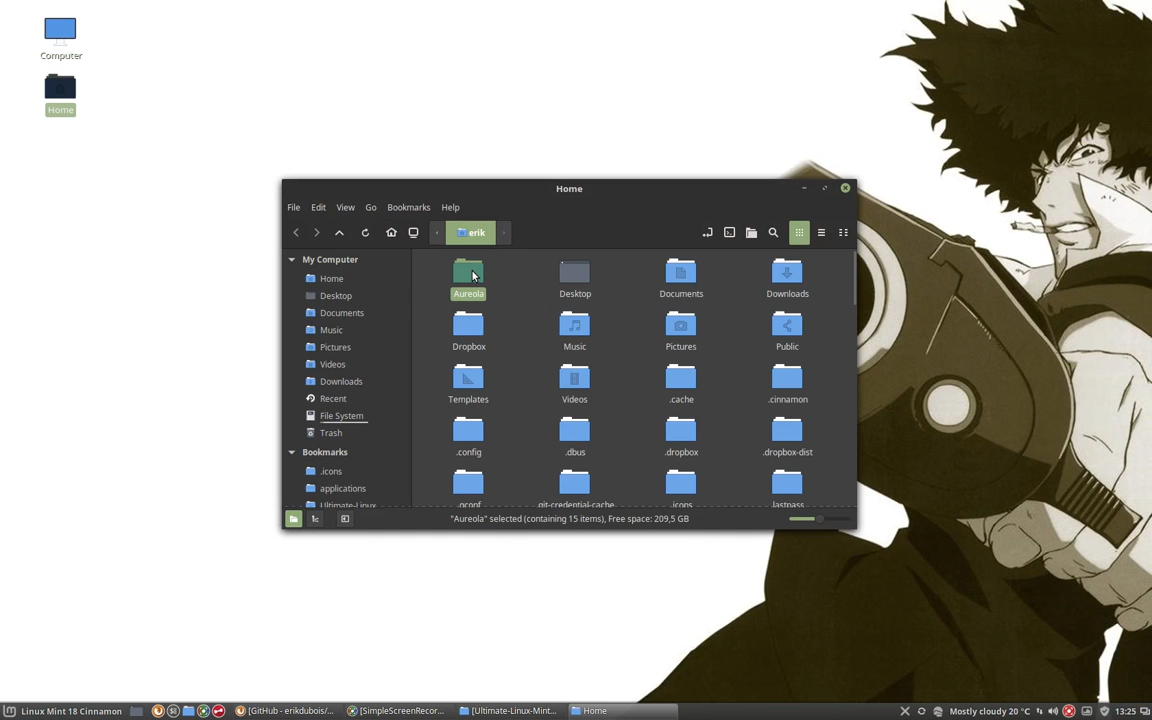 Computer
Home
Home
File Edit View Go Bookmarks Help
erik
My Computer
Home
Desktop
Documents
Music
Pictures
Videos
Downloads
Recent
File System
Trash
Bookmarks
.icons
applications
Ultimate-Linux
Aureola Desktop Documents Downloads
Dropbox Music Pictures Public
Templates Videos .cache .cinnamon
.config .dbus .dropbox .dropbox-dist
.gconf .git-credential-cache .icons .lastpass
"Aureola" selected (containing 15 items), Free space: 209,5 GB
Linux Mint 18 Cinnamon [GitHub - erikdubois/... [SimpleScreenRecor... [Ultimate-Linux-Mint... Home Mostly cloudy 20 °C 13:25